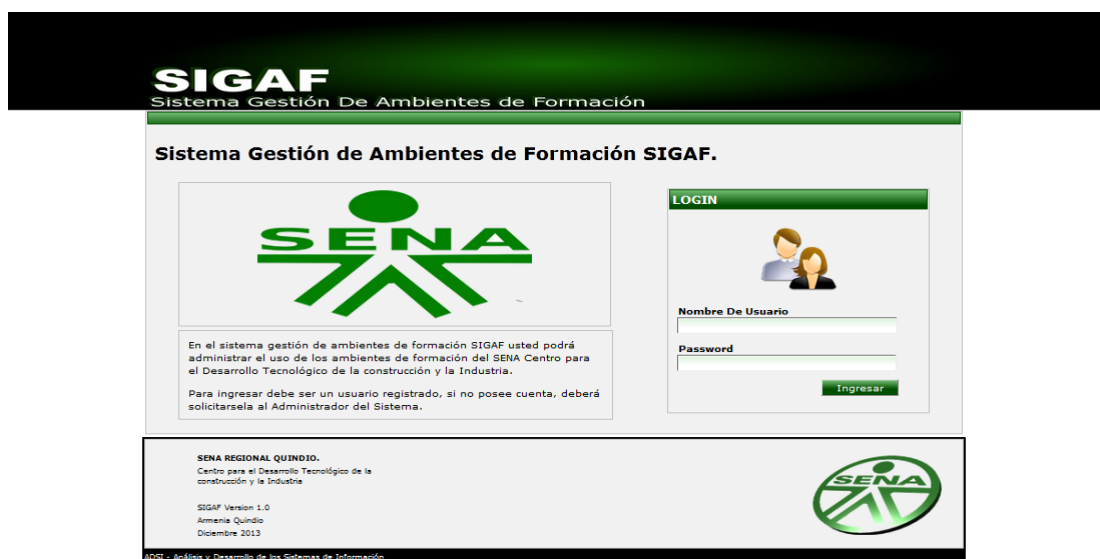 SIGAF
Sistema Gestión De Ambientes de Formación
Sistema Gestión de Ambientes de Formación SIGAF.
SENA
En el sistema gestión de ambientes de formación SIGAF usted podrá
administrar el uso de los ambientes de formación del SENA Centro para
el Desarrollo Tecnológico de la construcción y la Industria.
Para ingresar debe ser un usuario registrado, si no posee cuenta, deberá
solicitarsela al Administrador del Sistema.
LOGIN
Nombre De Usuario
Password
Ingresar
SENA REGIONAL QUINDIO.
Centro para el Desarrollo Tecnológico de la
construcción y la Industria
SIGAF Version 1.0
Armenia Quindio
Diciembre 2013
SENA
ADSI - Análisis y Desarrollo de los Sistemas de Información